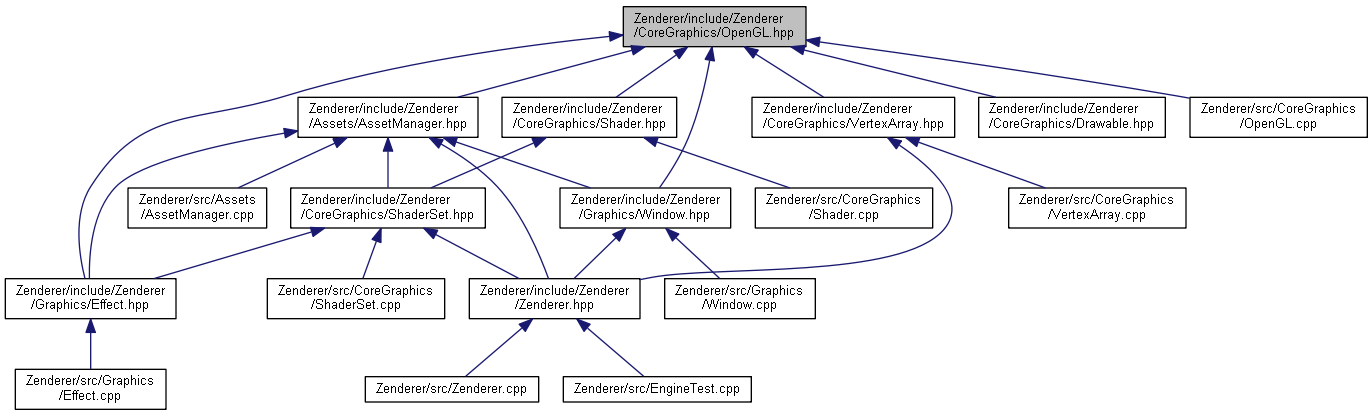 Zenderer/include/Zenderer
/CoreGraphics/OpenGL.hpp
Zenderer/include/Zenderer
/Assets/AssetManager.hpp
Zenderer/include/Zenderer
/CoreGraphics/Shader.hpp
Zenderer/include/Zenderer
/CoreGraphics/VertexArray.hpp
Zenderer/include/Zenderer
/CoreGraphics/Drawable.hpp
Zenderer/src/CoreGraphics
/OpenGL.cpp
Zenderer/src/Assets
/AssetManager.cpp
Zenderer/include/Zenderer
/CoreGraphics/ShaderSet.hpp
Zenderer/include/Zenderer
/Graphics/Window.hpp
Zenderer/src/CoreGraphics
/Shader.cpp
Zenderer/src/CoreGraphics
/VertexArray.cpp
Zenderer/include/Zenderer
/Graphics/Effect.hpp
Zenderer/src/CoreGraphics
/ShaderSet.cpp
Zenderer/include/Zenderer
/Zenderer.hpp
Zenderer/src/Graphics
/Window.cpp
Zenderer/src/Graphics
/Effect.cpp
Zenderer/src/Zenderer.cpp
Zenderer/src/EngineTest.cpp